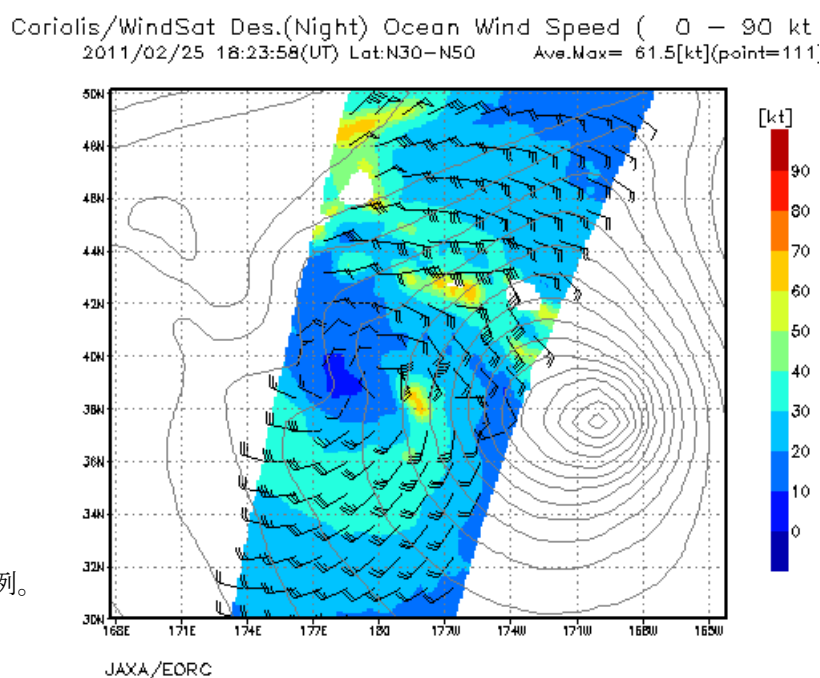 Coriolis/WindSat Des.(Night) Ocean Wind Speed ( 0 - 90 kt
2011/02/25 18:23:58(UT) Lat:N30-N50 Ave.Max= 61.5[kt](point=111)
[kt]
50N
48N
46N
44N
42N
40N
38N
36N
34N
32N
30N
90
80
70
60
50
40
30
20
10
0
168E 171E 174E 177E 180 177W 174W 171W 168W 165W
例。
JAXA/EORC